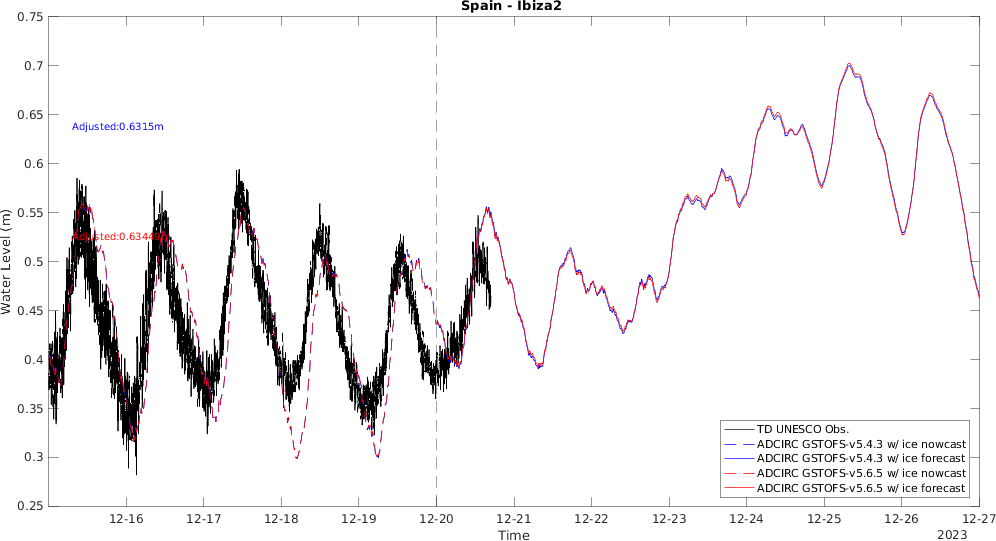 Spain - Ibiza2
0.75
0.7
0.65
0.6
0.55
0.5
0.45
0.4
0.35
0.3
0.25
Water Level (m)
Adjusted:0.6315m
TD UNESCO Obs.
ADCIRC GSTOFS-v5.4.3 w/ ice nowcast
ADCIRC GSTOFS-v5.4.3 w/ ice forecast
ADCIRC GSTOFS-v5.6.5 w/ ice nowcast
ADCIRC GSTOFS-v5.6.5 w/ ice forecast
12-16 12-17 12-18 12-19 12-20 12-21 12-22 12-23 12-24 12-25 12-26 12-27
Time
2023